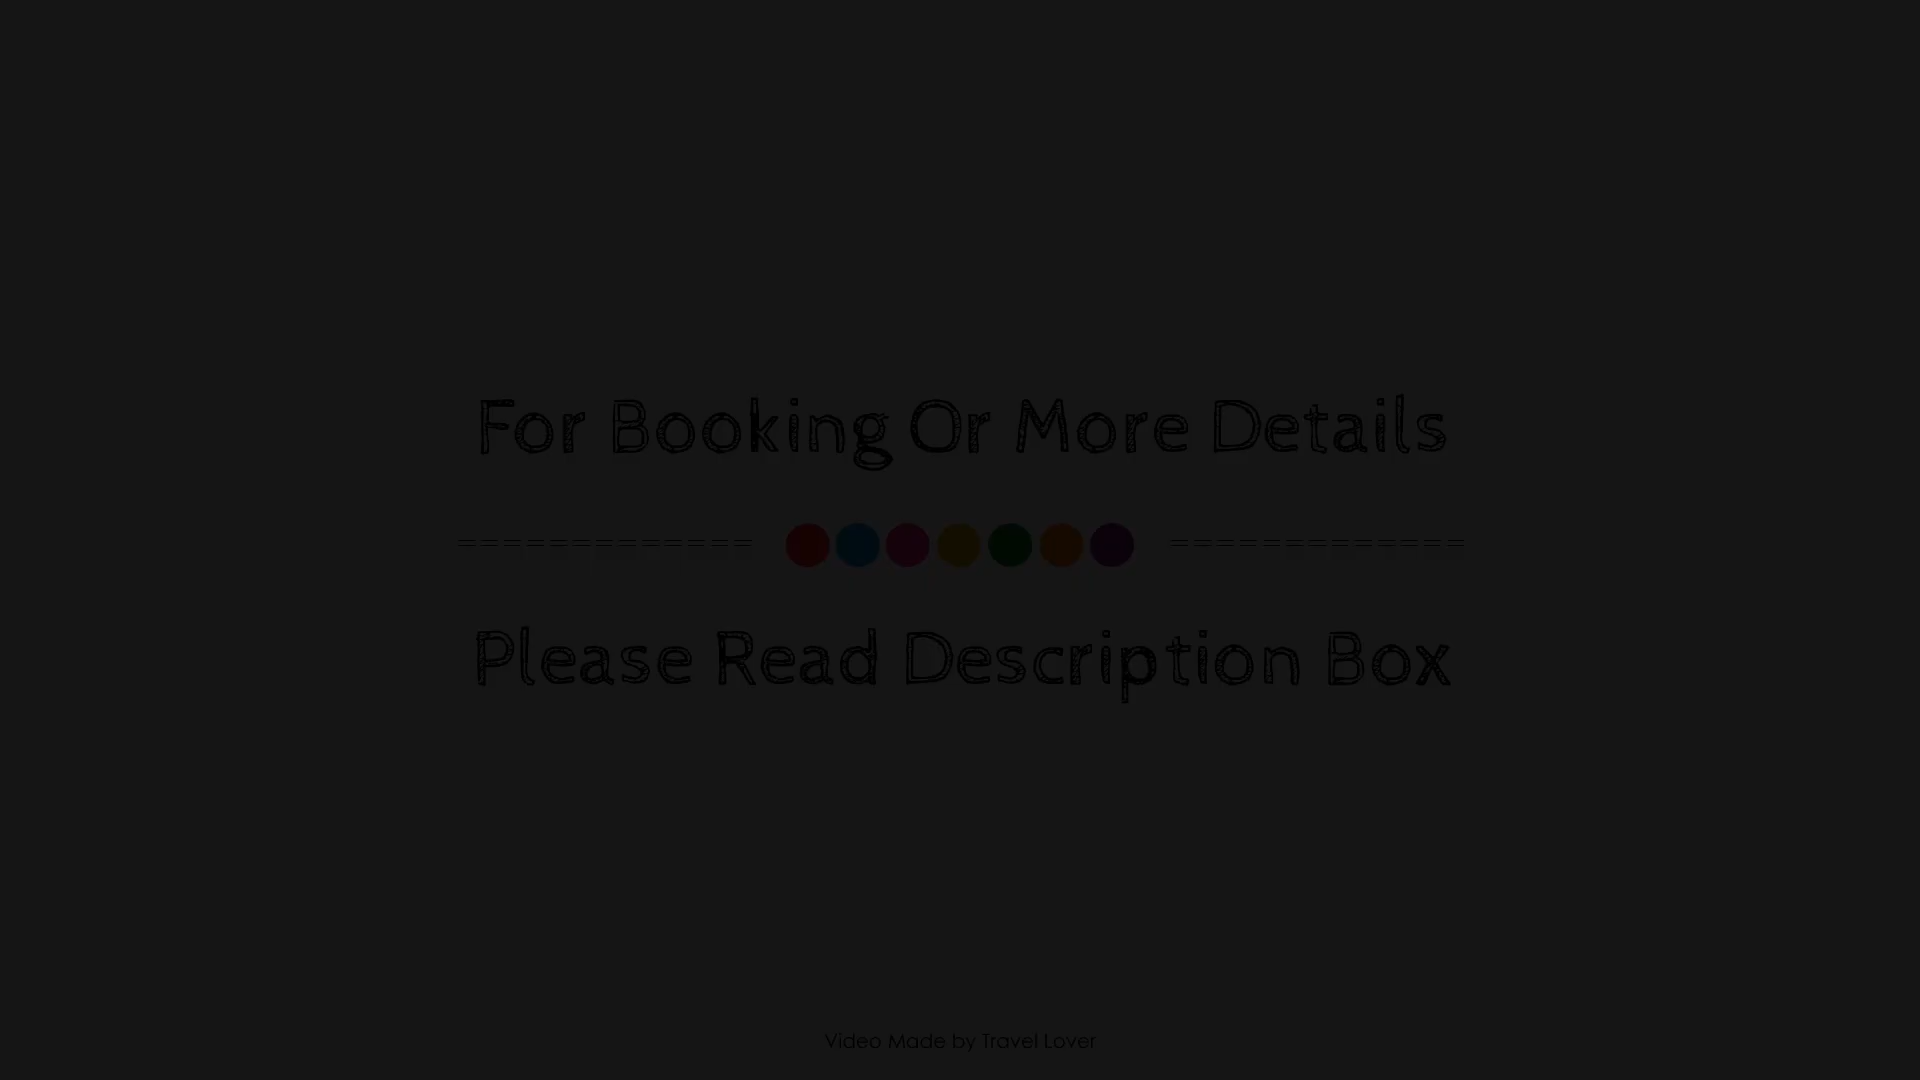 For Booking Or More Details
============= =============
Please Read Description Box
Video Made by Travel Lover